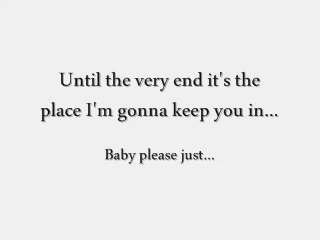 Until the very end it's the
place I'm gonna keep you in...
Baby please just...